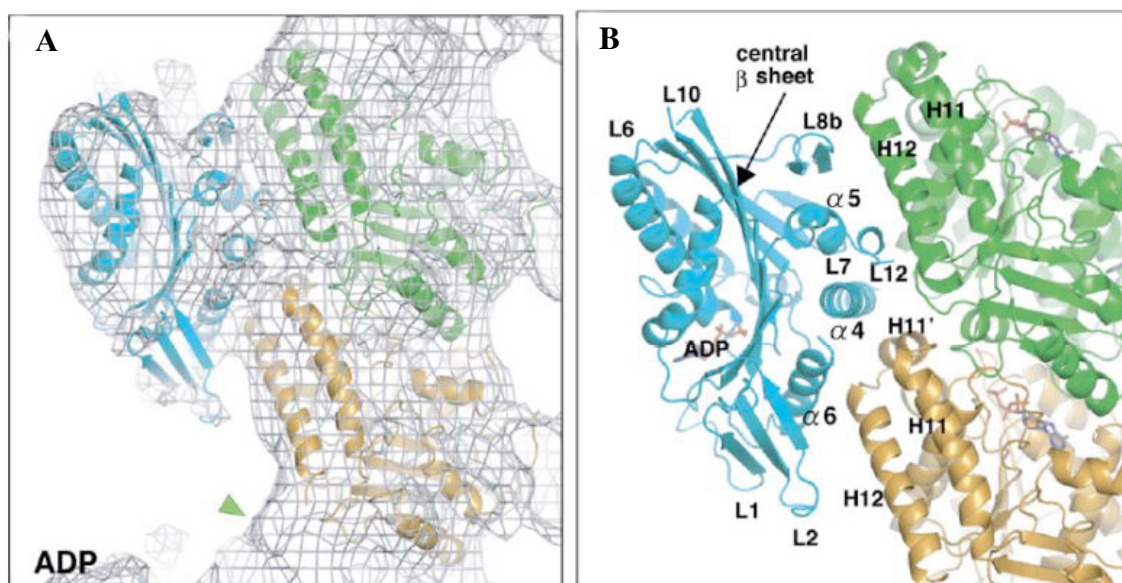 A
ADP
B
central
β sheet
L10
L6
L8b
H11
H12
α5
L7
L12
α4
H11'
ADP
α6
H11
H12
L1
L2